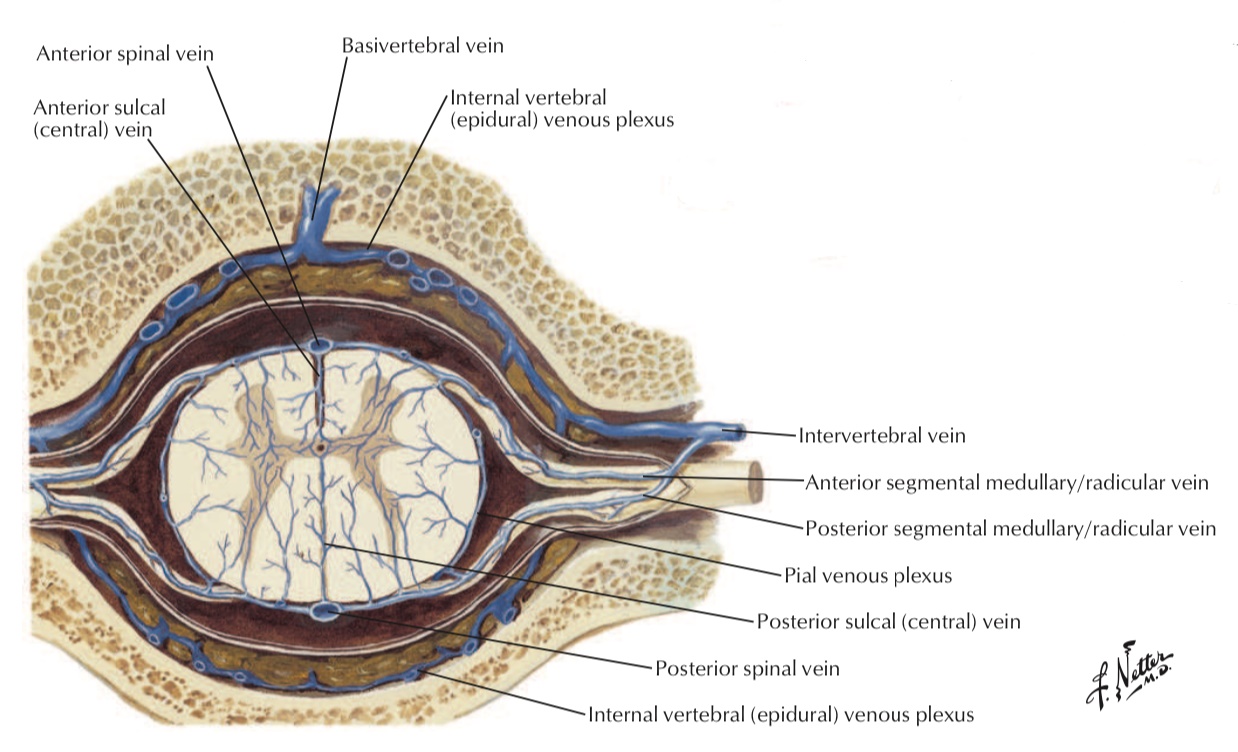 Anterior spinal vein
Basivertebral vein
Anterior sulcal
(central) vein
Internal vertebral
(epidural) venous plexus
Intervertebral vein
Anterior segmental medullary/radicular vein
Posterior segmental medullary/radicular vein
Pial venous plexus
Posterior sulcal (central) vein
Posterior spinal vein
Internal vertebral (epidural) venous plexus
F. Netter
M.D.